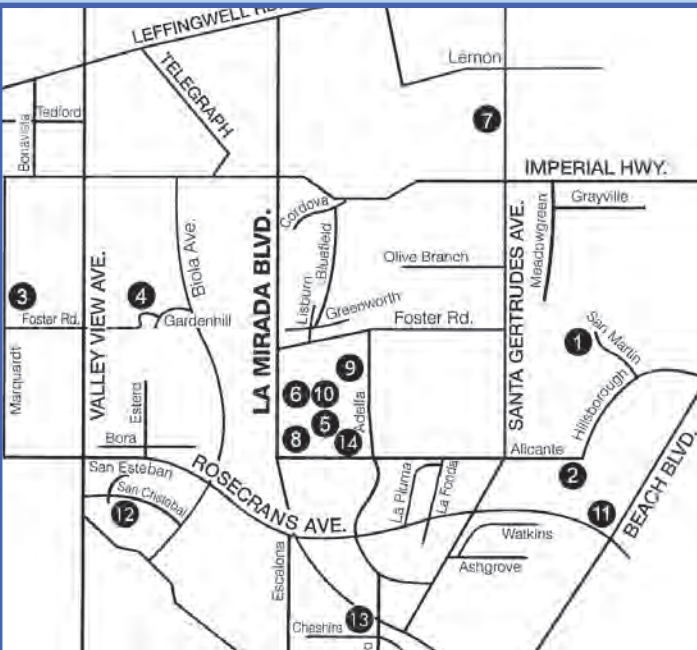 LEFFINGWELL RD.
Lemon
TELEGRAPH
Tedford
Bonavista
7
IMPERIAL HWY.
Grayville
Meadowgreen
Cordova
Bluefield
Biola Ave.
LA MIRADA BLVD.
VALLEY VIEW AVE.
SANTA GERTRUDES AVE.
Olive Branch
3
4
Lisburn
Greenworth
Foster Rd.
Gardenhill
Foster Rd.
San Martin
1
Marquardt
9
6
10
Adelfa
Hillsborough
Estero
5
8
14
Bora
Alicante
BEACH BLVD.
San Esteban
ROSECRANS AVE.
La Pluma
La Fonda
2
San Cristobal
12
11
Watkins
Escalona
Ashgrove
13
Cheshire